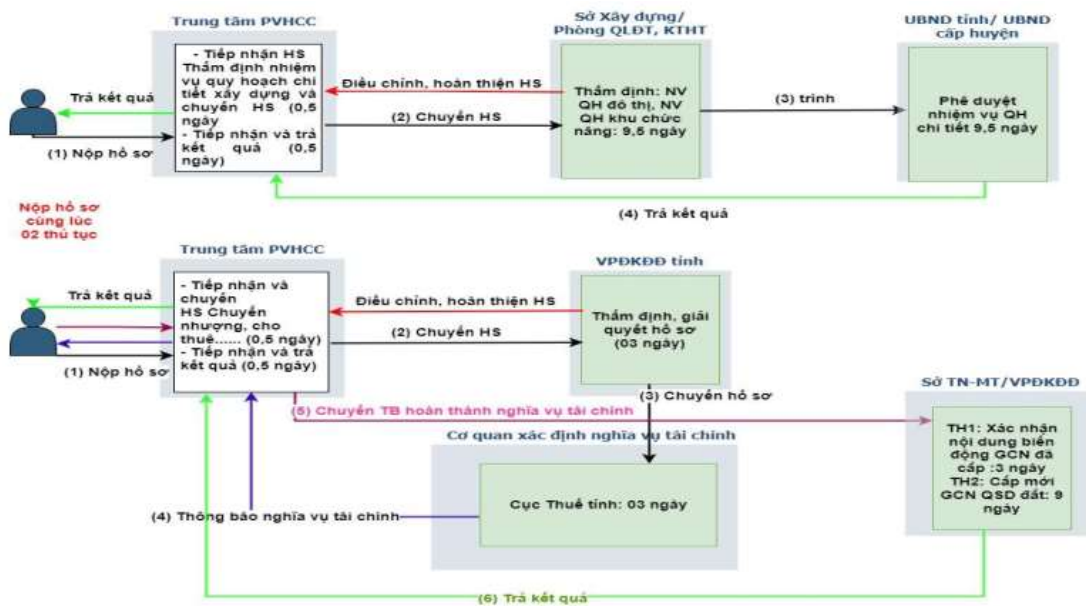 Trung tâm PVHCC
Sở Xây dựng/
Phòng QLĐT, KTHT
UBND tỉnh/ UBND
cấp huyện
- Tiếp nhận HS
Thẩm định nhiệm
vụ quy hoạch chi
tiết xây dựng và
chuyển HS (0,5
ngày
- Tiếp nhận và trả
kết quả (0,5
ngày)
Trả kết quả
(1) Nộp hồ sơ
Điều chỉnh, hoàn thiện HS
(2) Chuyển HS
Thẩm định: NV
QH đô thị, NV
QH khu chức
năng: 9,5 ngày
(3) trình
Phê duyệt
nhiệm vụ QH
chi tiết 9,5 ngày
(4) Trả kết quả
Nộp hồ sơ
cùng lúc
02 thủ tục
Trung tâm PVHCC
VPĐKĐĐ tỉnh
Trả kết quả
(1) Nộp hồ sơ
- Tiếp nhận và
chuyển
HS Chuyển
nhượng, cho
thuê...... (0,5 ngày)
- Tiếp nhận và trả
kết quả (0,5 ngày)
Điều chỉnh, hoàn thiện HS
(2) Chuyển HS
Thẩm định, giải
quyết hồ sơ
(03 ngày)
(3) Chuyển hồ sơ
Sở TN-MT/VPĐKĐĐ
(5) Chuyển TB hoàn thành nghĩa vụ tài chính
Cơ quan xác định nghĩa vụ tài chính
TH1: Xác nhận
nội dung biến
động GCN đã
cấp :3 ngày
TH2: Cấp mới
GCN QSD đất: 9
ngày
Cục Thuế tỉnh: 03 ngày
(4) Thông báo nghĩa vụ tài chính
(6) Trả kết quả